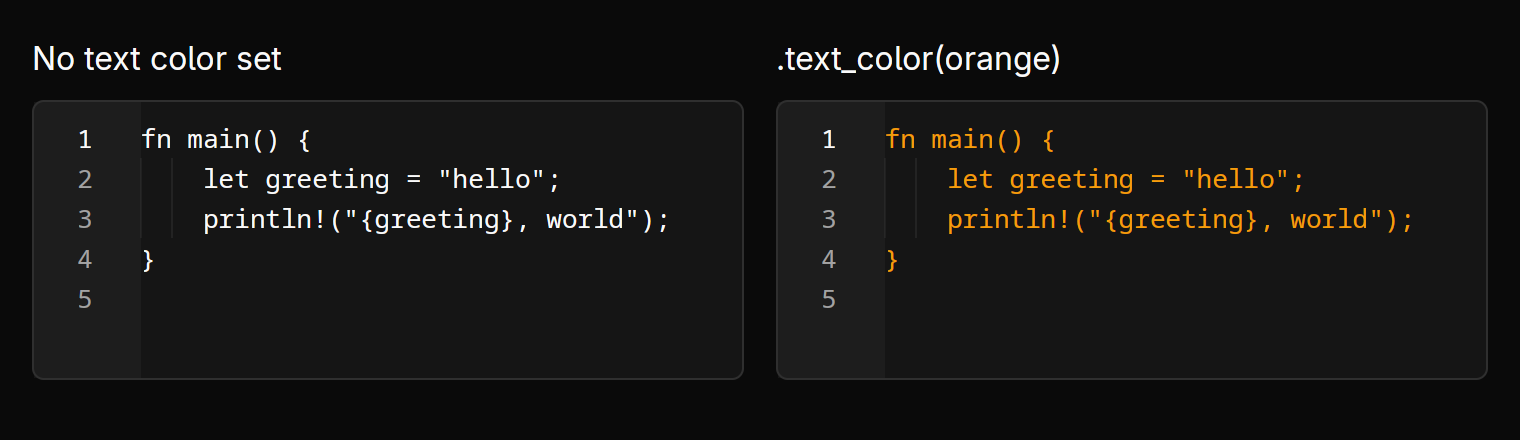 No text color set
1 fn main() {
2     let greeting = "hello";
3     println!("{greeting}, world");
4 }
5
.text_color(orange)
1 fn main() {
2     let greeting = "hello";
3     println!("{greeting}, world");
4 }
5